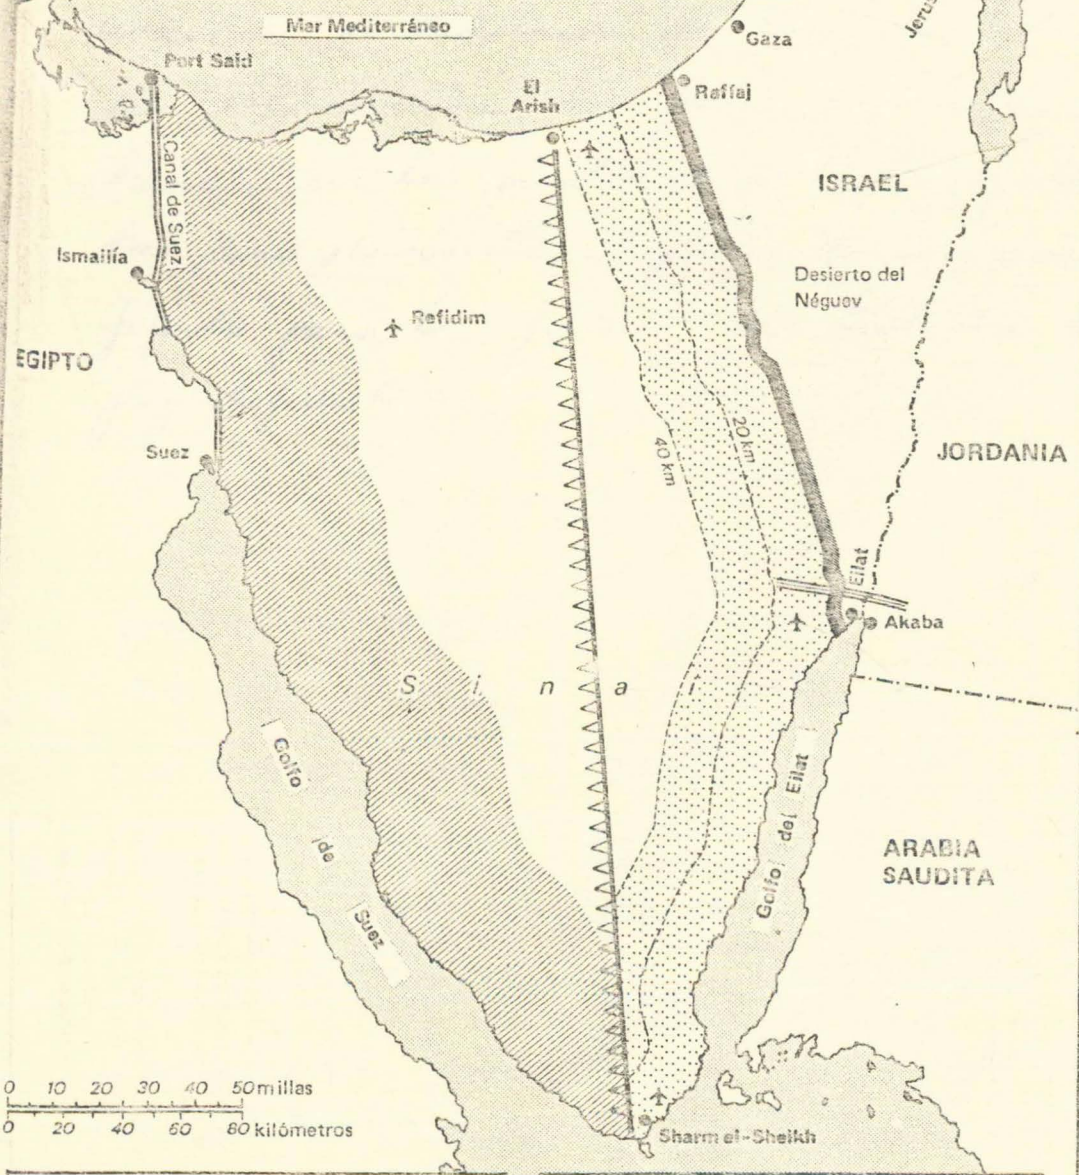 Mar Mediterráneo
Port Said
Gaza
El
Arish
Raffaj
Canal de Suez
ISRAEL
Ismailía
Desierto del
Néguev
Refidim
EGIPTO
20 km
40 km
Suez
JORDANIA
Eilat
Akaba
S i n a i
Golfo
de
Suez
Golfo del Eilat
ARABIA
SAUDITA
0 10 20 30 40 50 millas
0 20 40 60 80 kilómetros
Sharm el-Sheikh